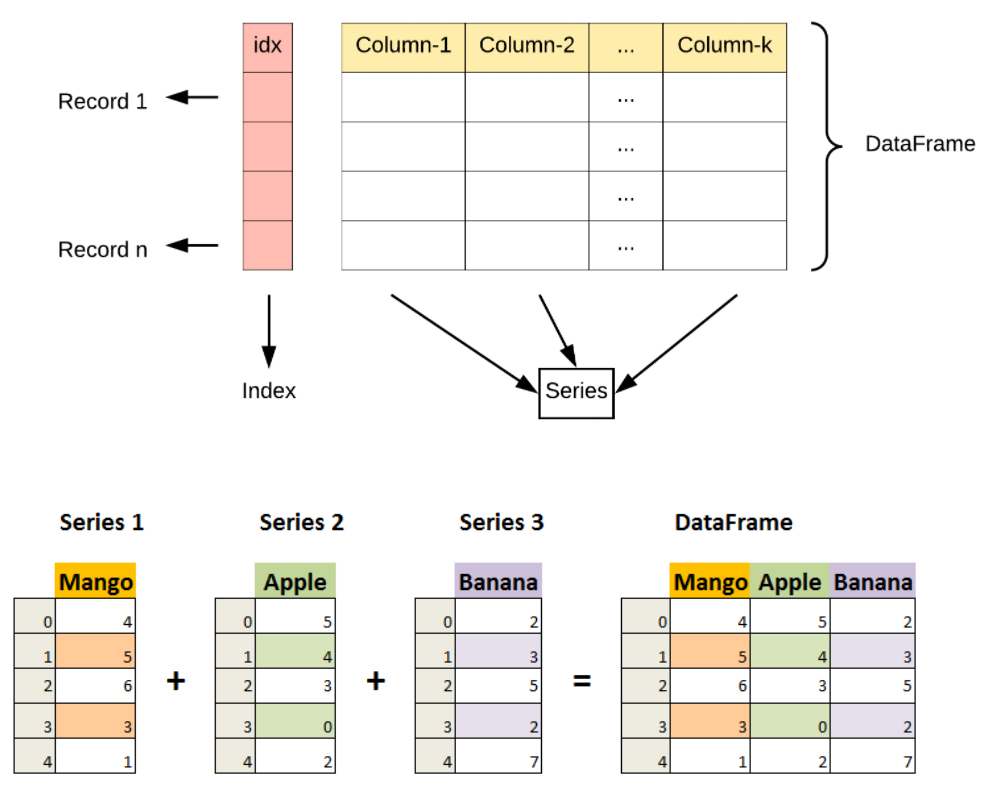 idx Column-1 Column-2 ... Column-k
Record 1 ...
... DataFrame
...
Record n ...
Index Series
Series 1 Series 2 Series 3 DataFrame
Mango Apple Banana Mango Apple Banana
0 4 0 5 0 2 0 4 5 2
1 5 1 4 1 3 1 5 4 3
2 6 + 2 3 + 2 5 = 2 6 3 5
3 3 3 0 3 2 3 3 0 2
4 1 4 2 4 7 4 1 2 7